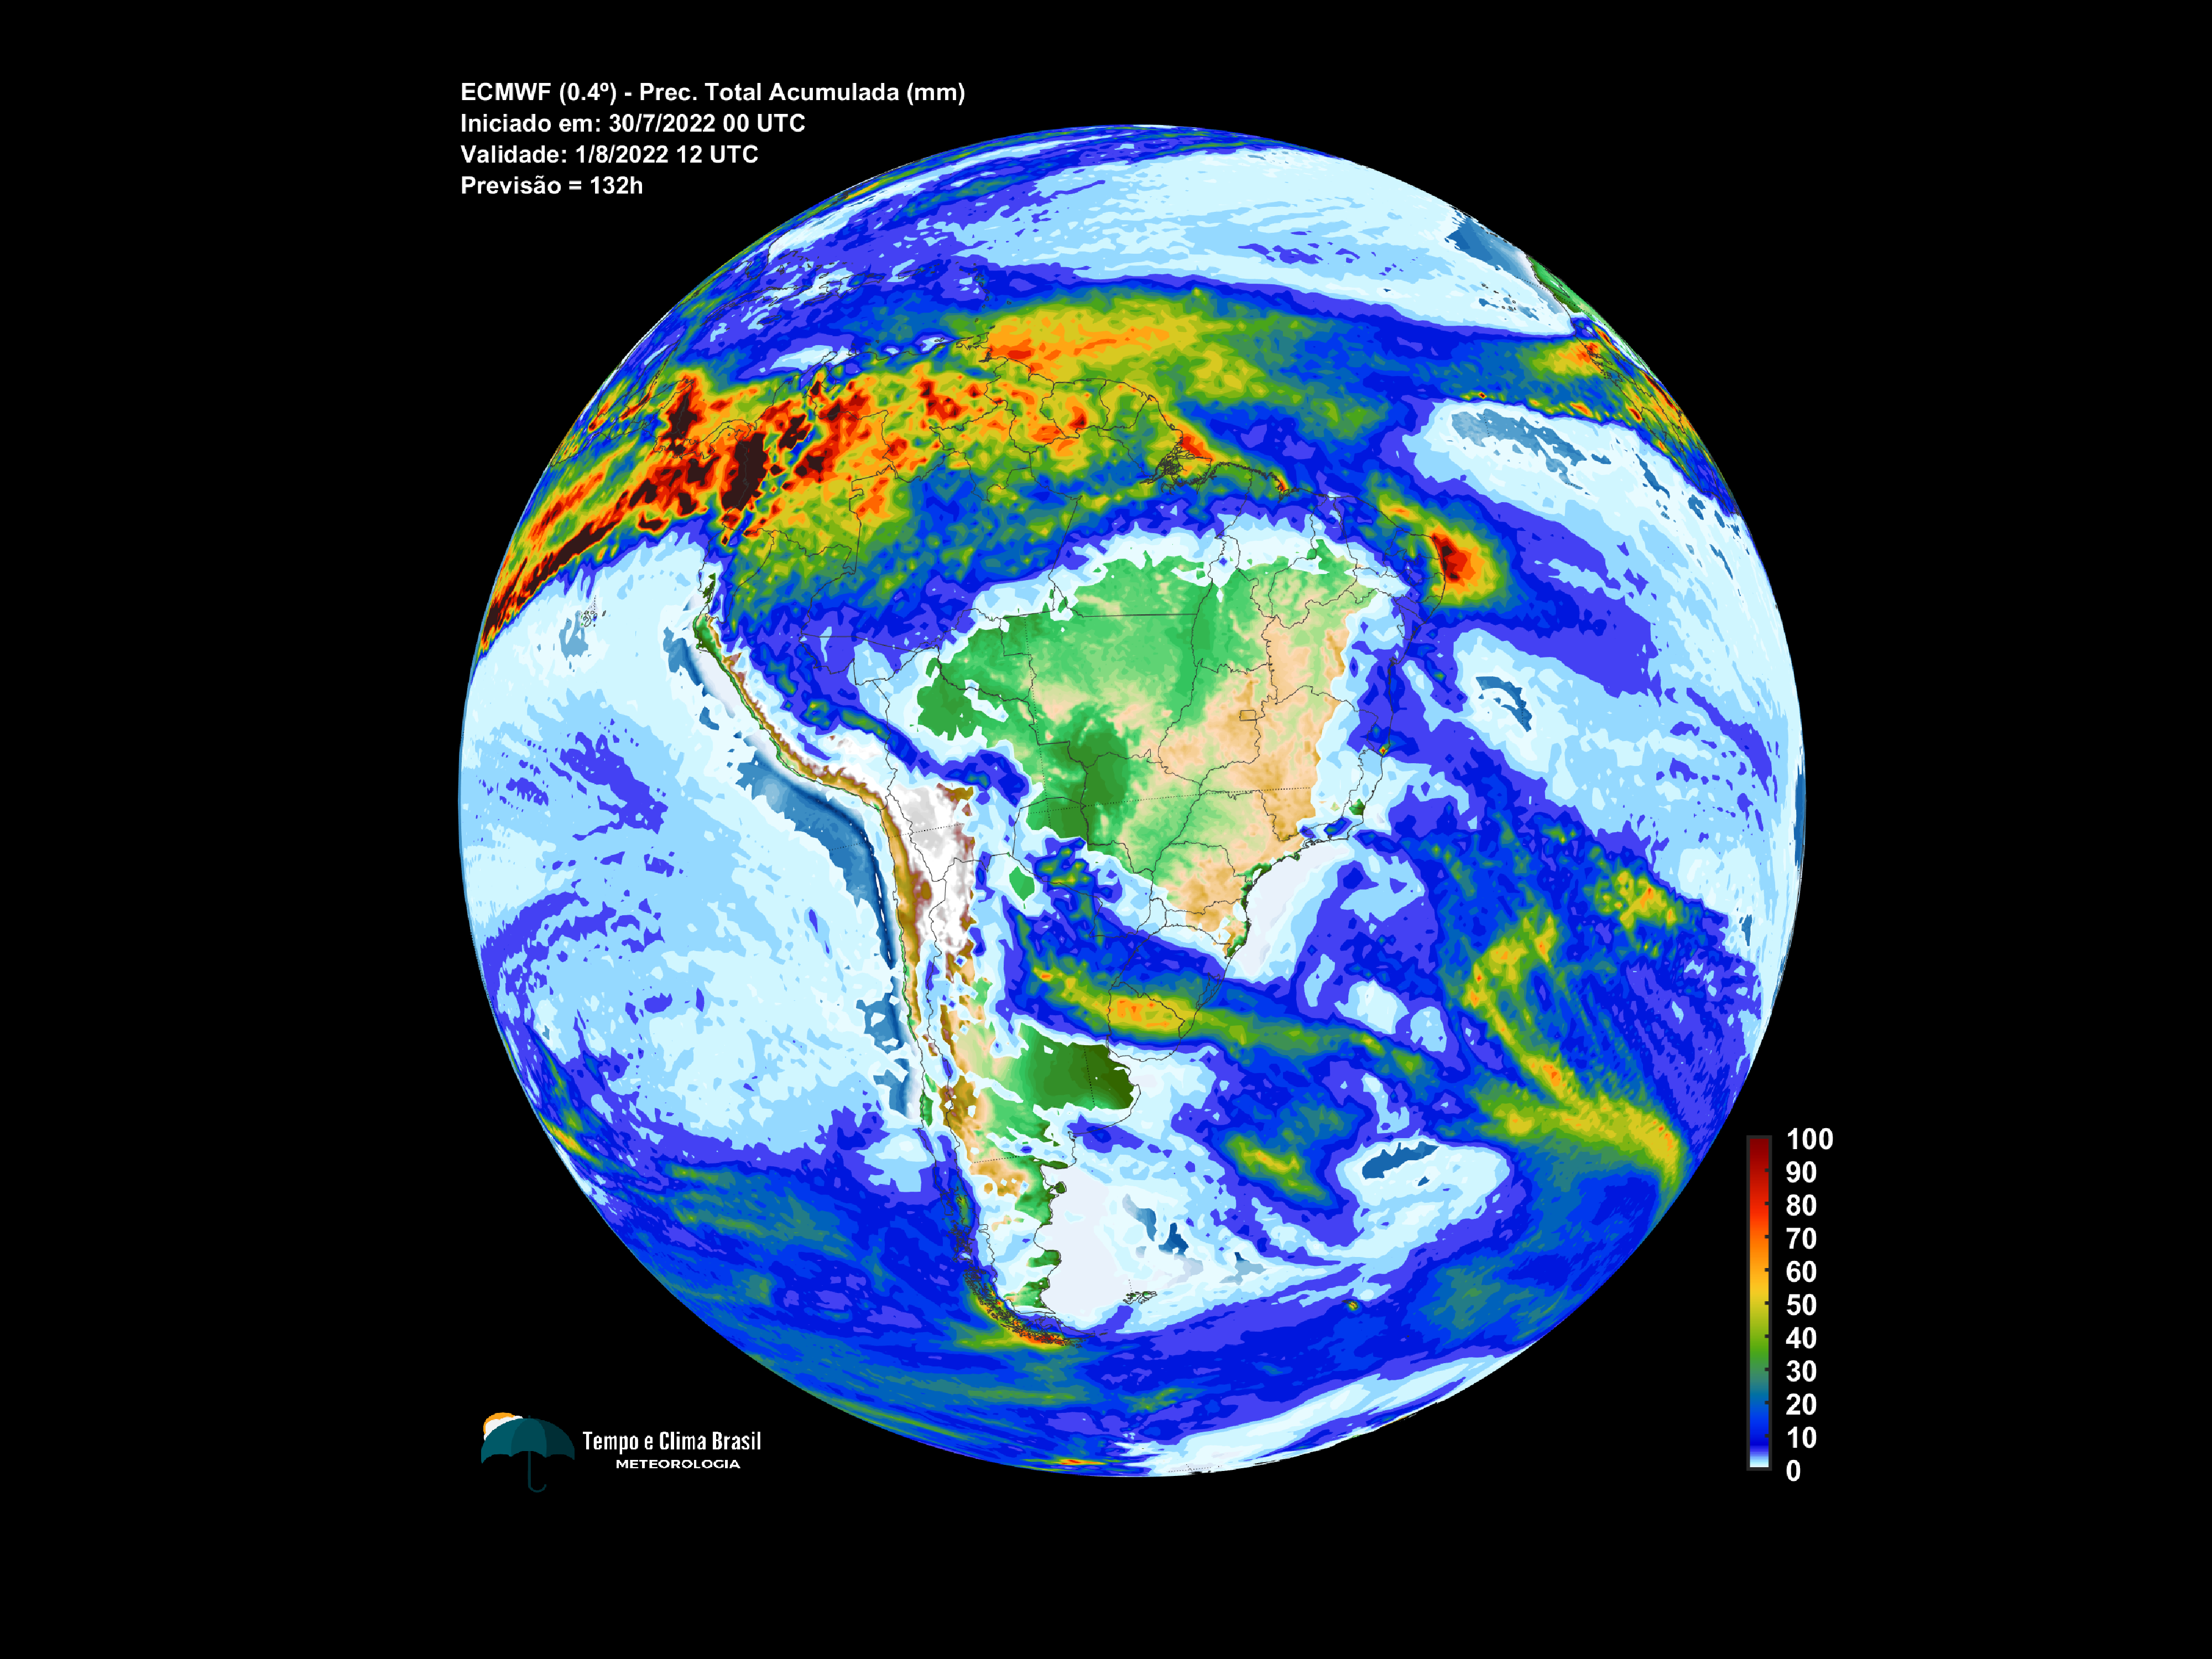 ECMWF (0.4º) - Prec. Total Acumulada (mm)
Iniciado em: 30/7/2022 00 UTC
Validade: 1/8/2022 12 UTC
Previsão = 132h
100
90
80
70
60
50
40
30
20
10
0
Tempo e Clima Brasil
METEOROLOGIA